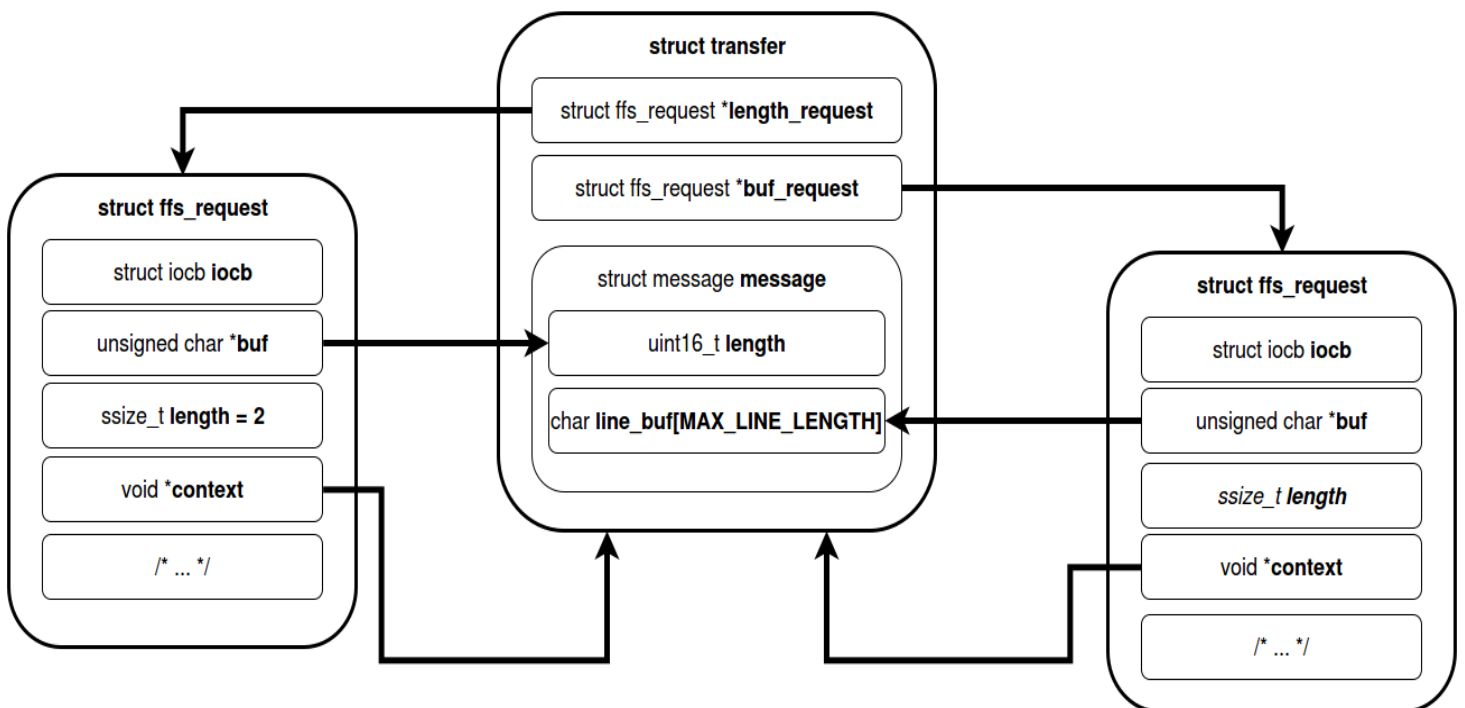 struct transfer
struct ffs_request *length_request
struct ffs_request *buf_request
struct message message
uint16_t length
char line_buf[MAX_LINE_LENGTH]
struct ffs_request
struct iocb iocb
unsigned char *buf
ssize_t length = 2
void *context
/* ... */
struct ffs_request
struct iocb iocb
unsigned char *buf
ssize_t length
void *context
/* ... */